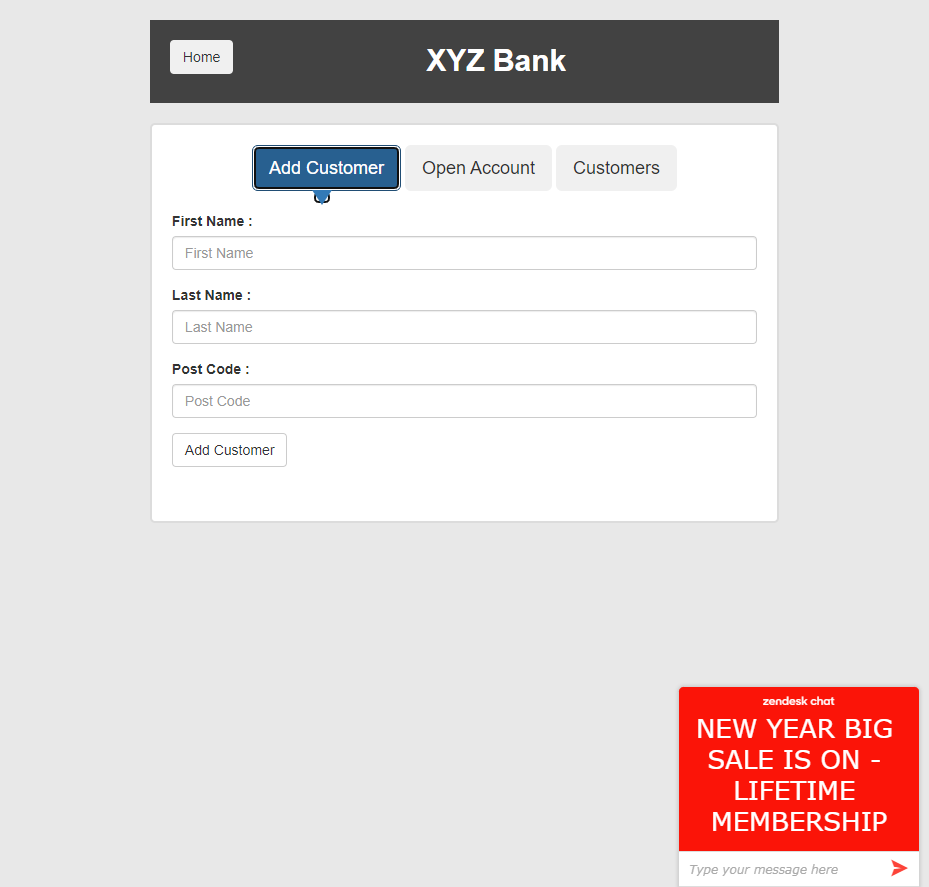 Home
XYZ Bank
Add Customer
Open Account
Customers
First Name :
First Name
Last Name :
Last Name
Post Code :
Post Code
Add Customer
zendesk chat
NEW YEAR BIG
SALE IS ON -
LIFETIME
MEMBERSHIP
Type your message here